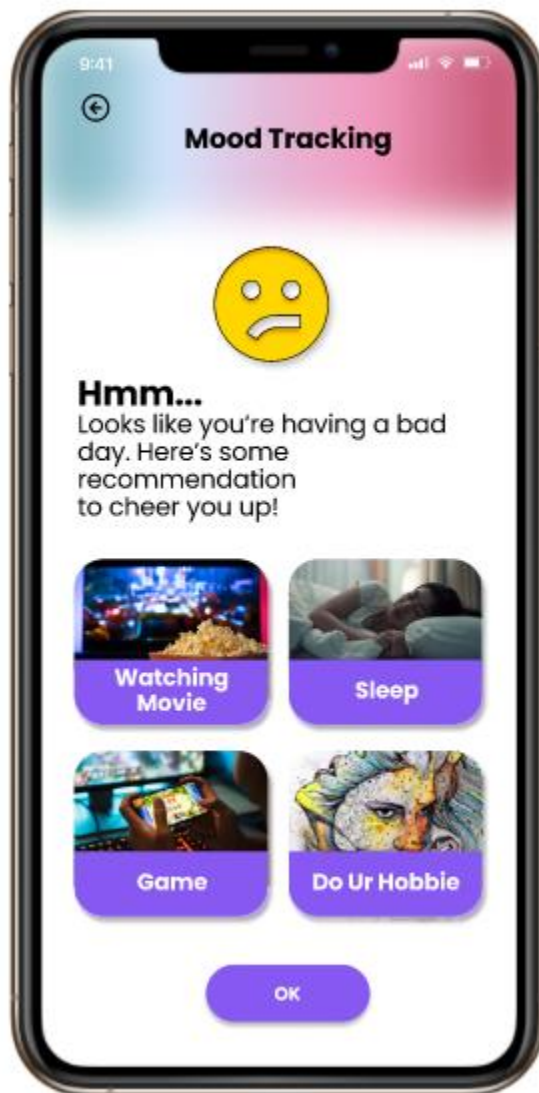 9:41
Mood Tracking
Hmm...
Looks like you're having a bad
day. Here's some
recommendation
to cheer you up!
Watching
Movie
Sleep
Game
Do Ur Hobbie
OK